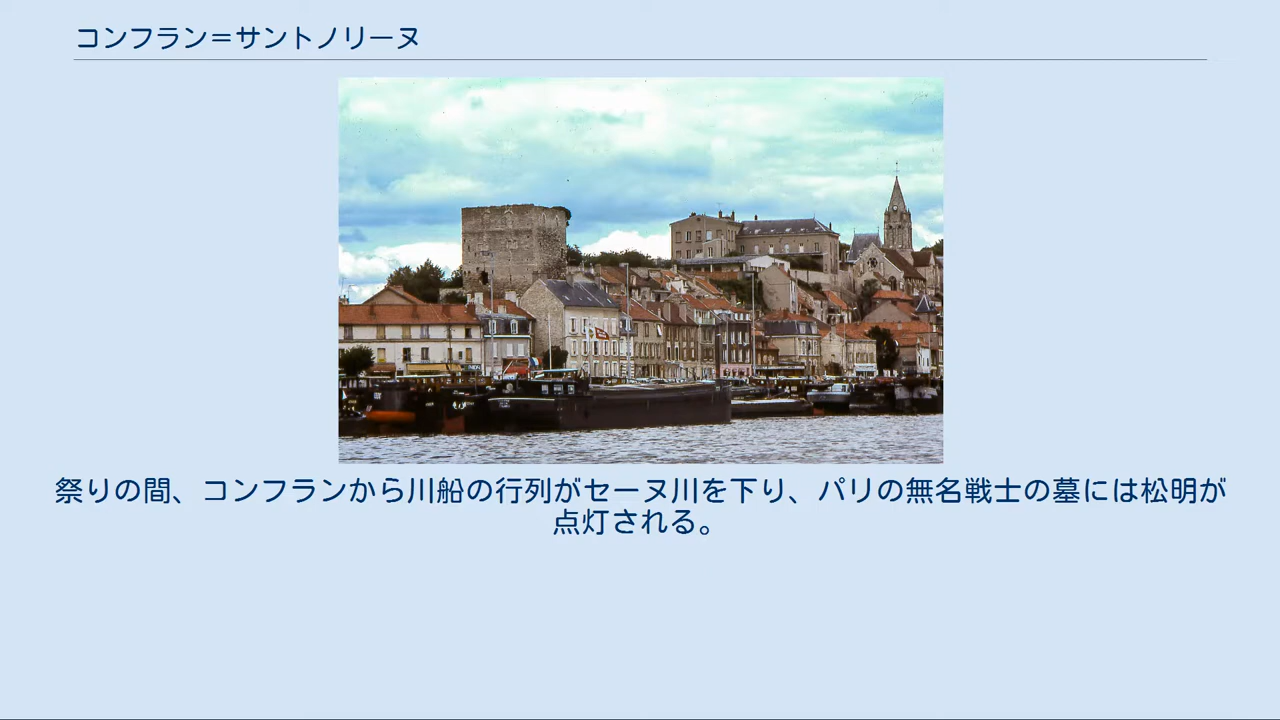 コンフラン＝サントノリーヌ
祭りの間、コンフランから川船の行列がセーヌ川を下り、パリの無名戦士の墓には松明が
点灯される。